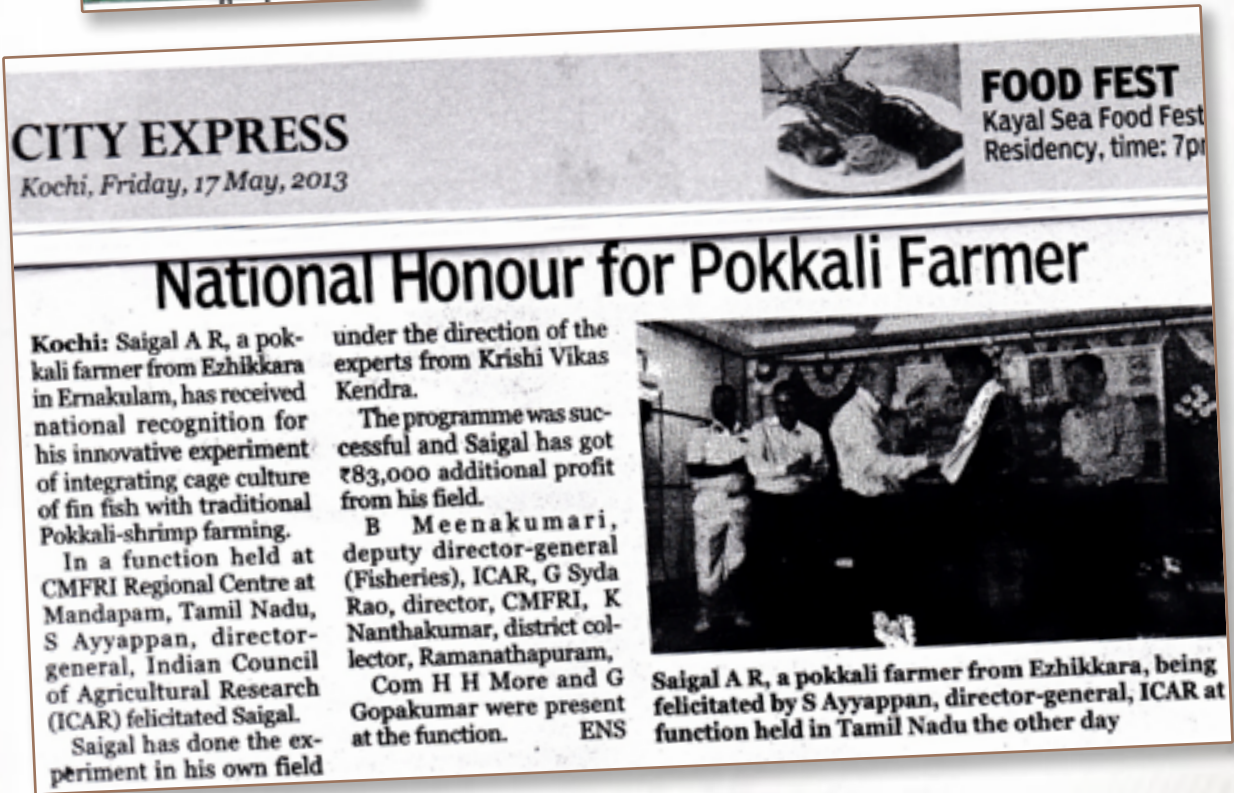 CITY EXPRESS
Kochi, Friday, 17 May, 2013
FOOD FEST
Kayal Sea Food Fest
Residency, time: 7p
National Honour for Pokkali Farmer
Kochi: Saigal A R, a pok-
kali farmer from Ezhikkara
in Ernakulam, has received
national recognition for
his innovative experiment
of integrating cage culture
of fin fish with traditional
Pokkali-shrimp farming.
In a function held at
CMFRI Regional Centre at
Mandapam, Tamil Nadu,
S Ayyappan, director-
general, Indian Council
of Agricultural Research
(ICAR) felicitated Saigal.
Saigal has done the ex-
periment in his own field
under the direction of the
experts from Krishi Vikas
Kendra.
The programme was suc-
cessful and Saigal has got
₹83,000 additional profit
from his field.
B Meenakumari,
deputy director-general
(Fisheries), ICAR, G Syda
Rao, director, CMFRI, K
Nanthakumar, district col-
lector, Ramanathapuram,
Com H H More and G
Gopakumar were present
at the function. ENS
Saigal A R, a pokkali farmer from Ezhikkara, being
felicitated by S Ayyappan, director-general, ICAR at
function held in Tamil Nadu the other day